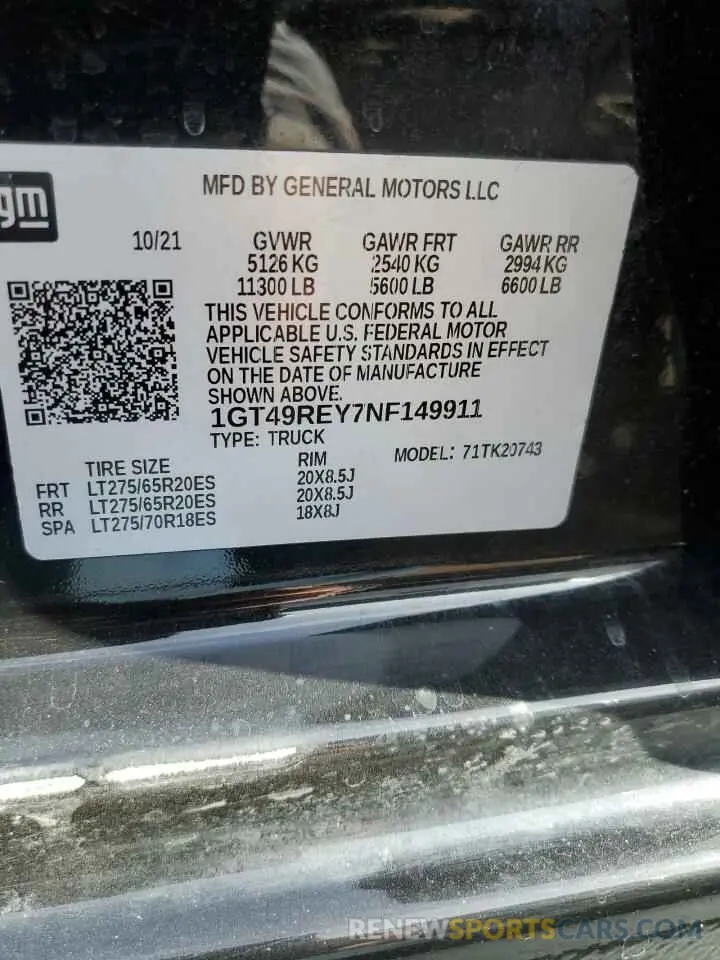 gm
MFD BY GENERAL MOTORS LLC
10/21 GVWR GAWR FRT GAWR RR
5126 KG 2540 KG 2994 KG
11300 LB 5600 LB 6600 LB
THIS VEHICLE CONFORMS TO ALL
APPLICABLE U.S. FEDERAL MOTOR
VEHICLE SAFETY STANDARDS IN EFFECT
ON THE DATE OF MANUFACTURE
SHOWN ABOVE.
1GT49REY7NF149911
TYPE: TRUCK MODEL: 71TK20743
TIRE SIZE RIM
FRT LT275/65R20ES 20X8.5J
RR LT275/65R20ES 20X8.5J
SPA LT275/70R18ES 18X8J
RENEWSPORTSCARS.COM